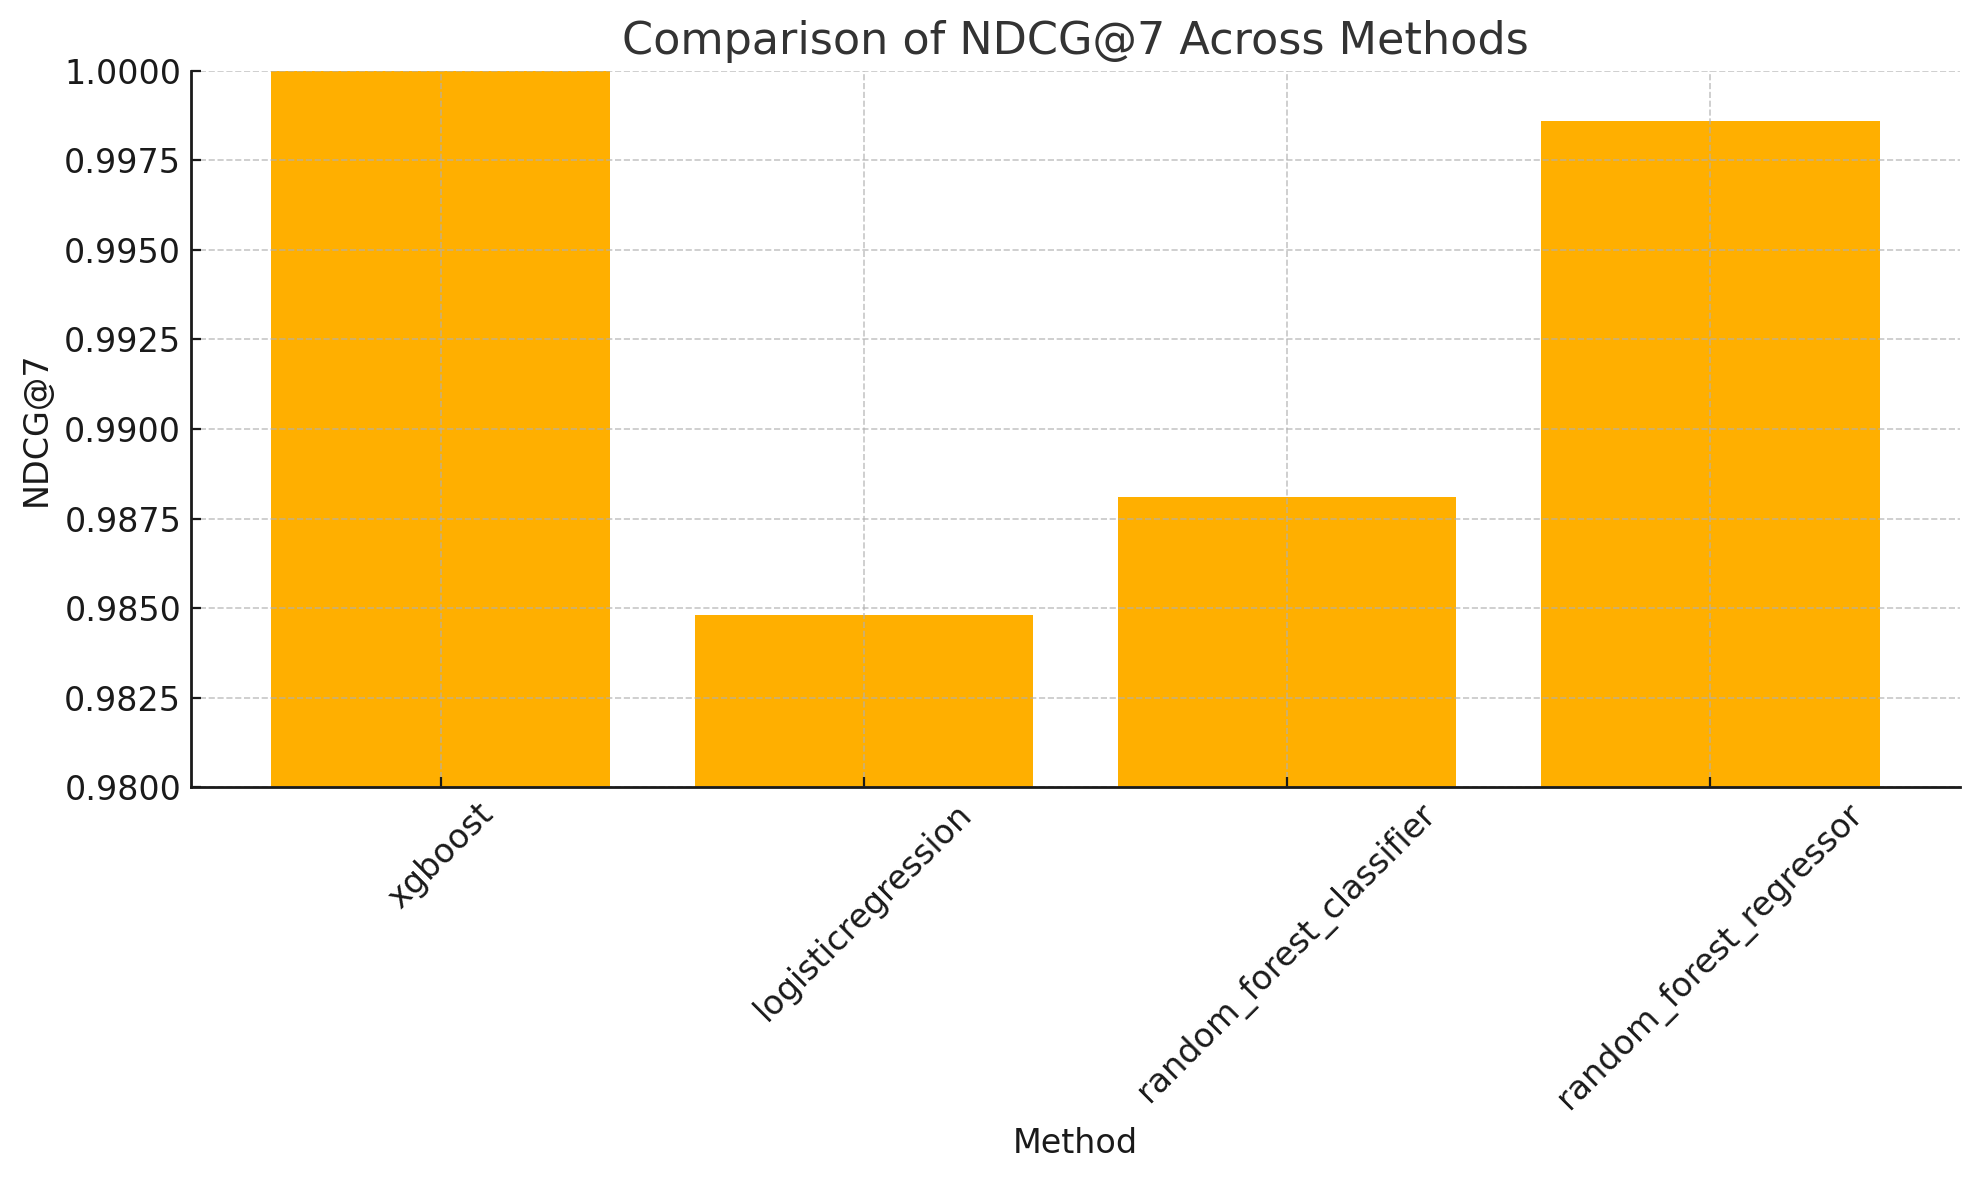 Comparison of NDCG@7 Across Methods
1.0000
0.9975
0.9950
0.9925
0.9900
0.9875
0.9850
0.9825
0.9800
NDCG@7
xgboost
logisticregression
random_forest_classifier
random_forest_regressor
Method